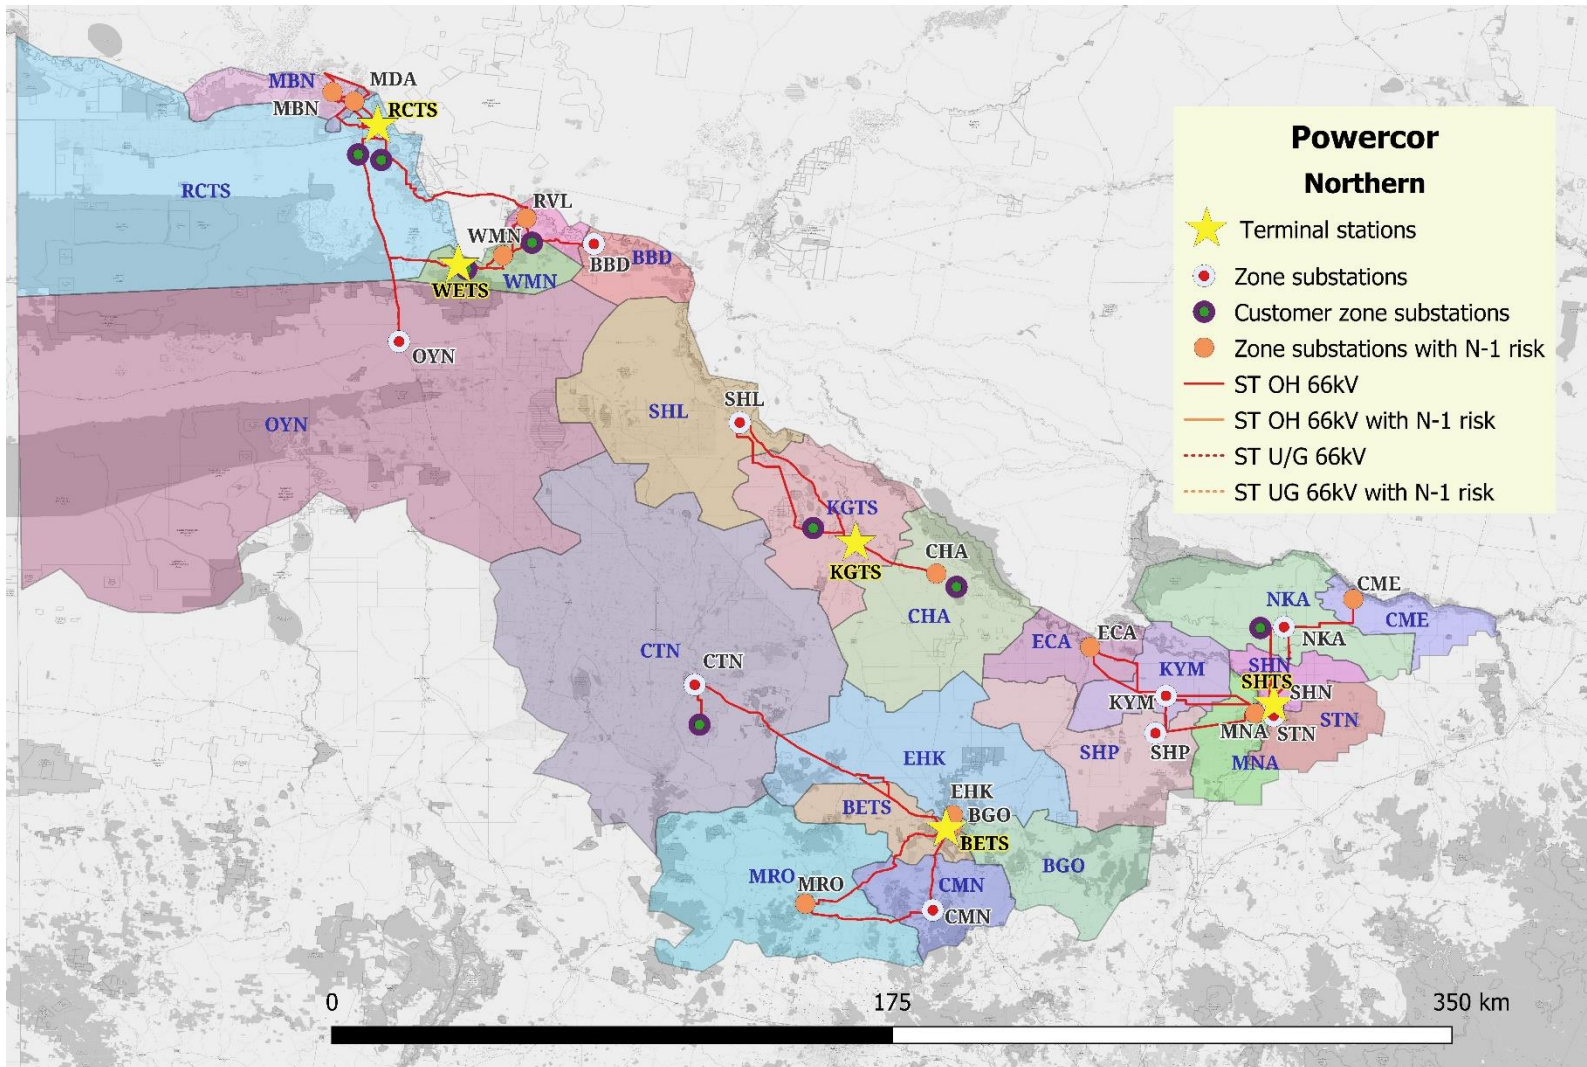 MBN
MDA
MBN
RCTS
RCTS
RVL
WMN
BBD
BBD
WMN
WETS
OYN
OYN
SHL
SHL
KGTS
KGTS
CHA
CHA
CTN
CTN
ECA
ECA
KYM
KYM
NKA
NKA
CME
CME
SHN
SHTS
SHN
STN
STN
MNA
MNA
SHP
SHP
EHK
EHK
BGO
BETS
BETS
BGO
MRO
MRO
CMN
CMN
Powercor
Northern
Terminal stations
Zone substations
Customer zone substations
Zone substations with N-1 risk
ST OH 66kV
ST OH 66kV with N-1 risk
ST U/G 66kV
ST UG 66kV with N-1 risk
0
175
350 km